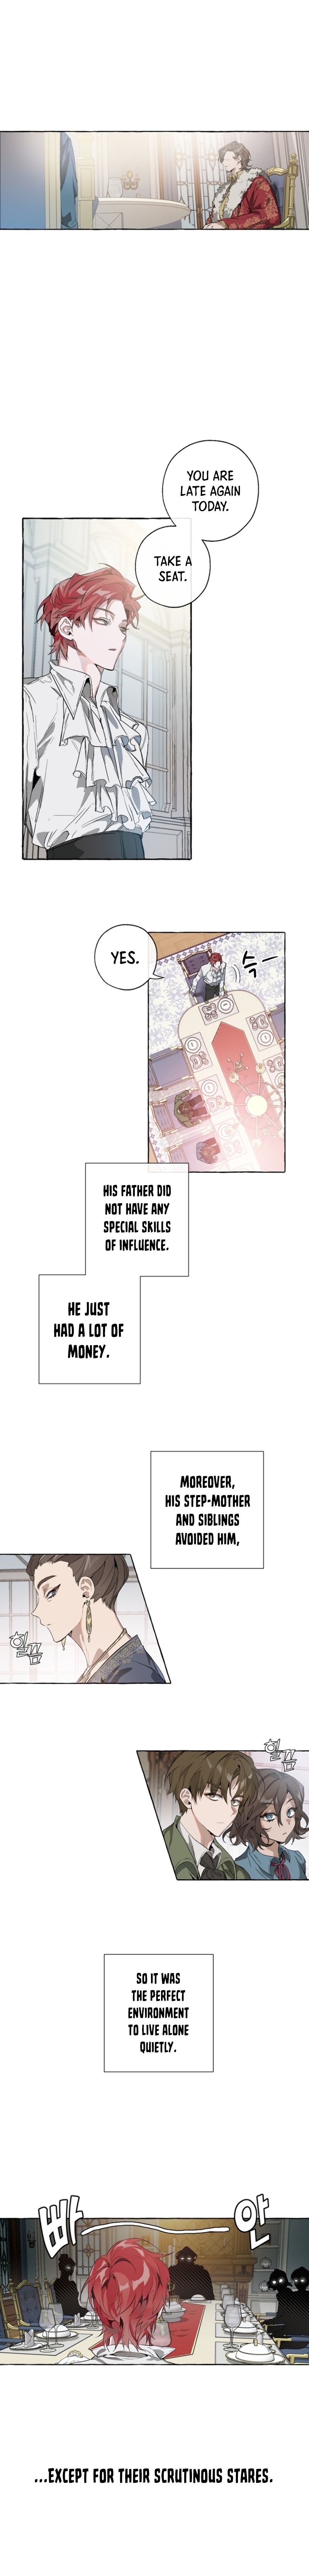 YOU ARE
LATE AGAIN
TODAY.
TAKE A
SEAT.
YES.
슥
HIS FATHER DID
NOT HAVE ANY
SPECIAL SKILLS
OF INFLUENCE.
HE JUST
HAD A LOT OF
MONEY.
MOREOVER,
HIS STEP-MOTHER
AND SIBLINGS
AVOIDED HIM,
힐끔
힐끔
SO IT WAS
THE PERFECT
ENVIRONMENT
TO LIVE ALONE
QUIETLY.
빠안
...EXCEPT FOR THEIR SCRUTINOUS STARES.